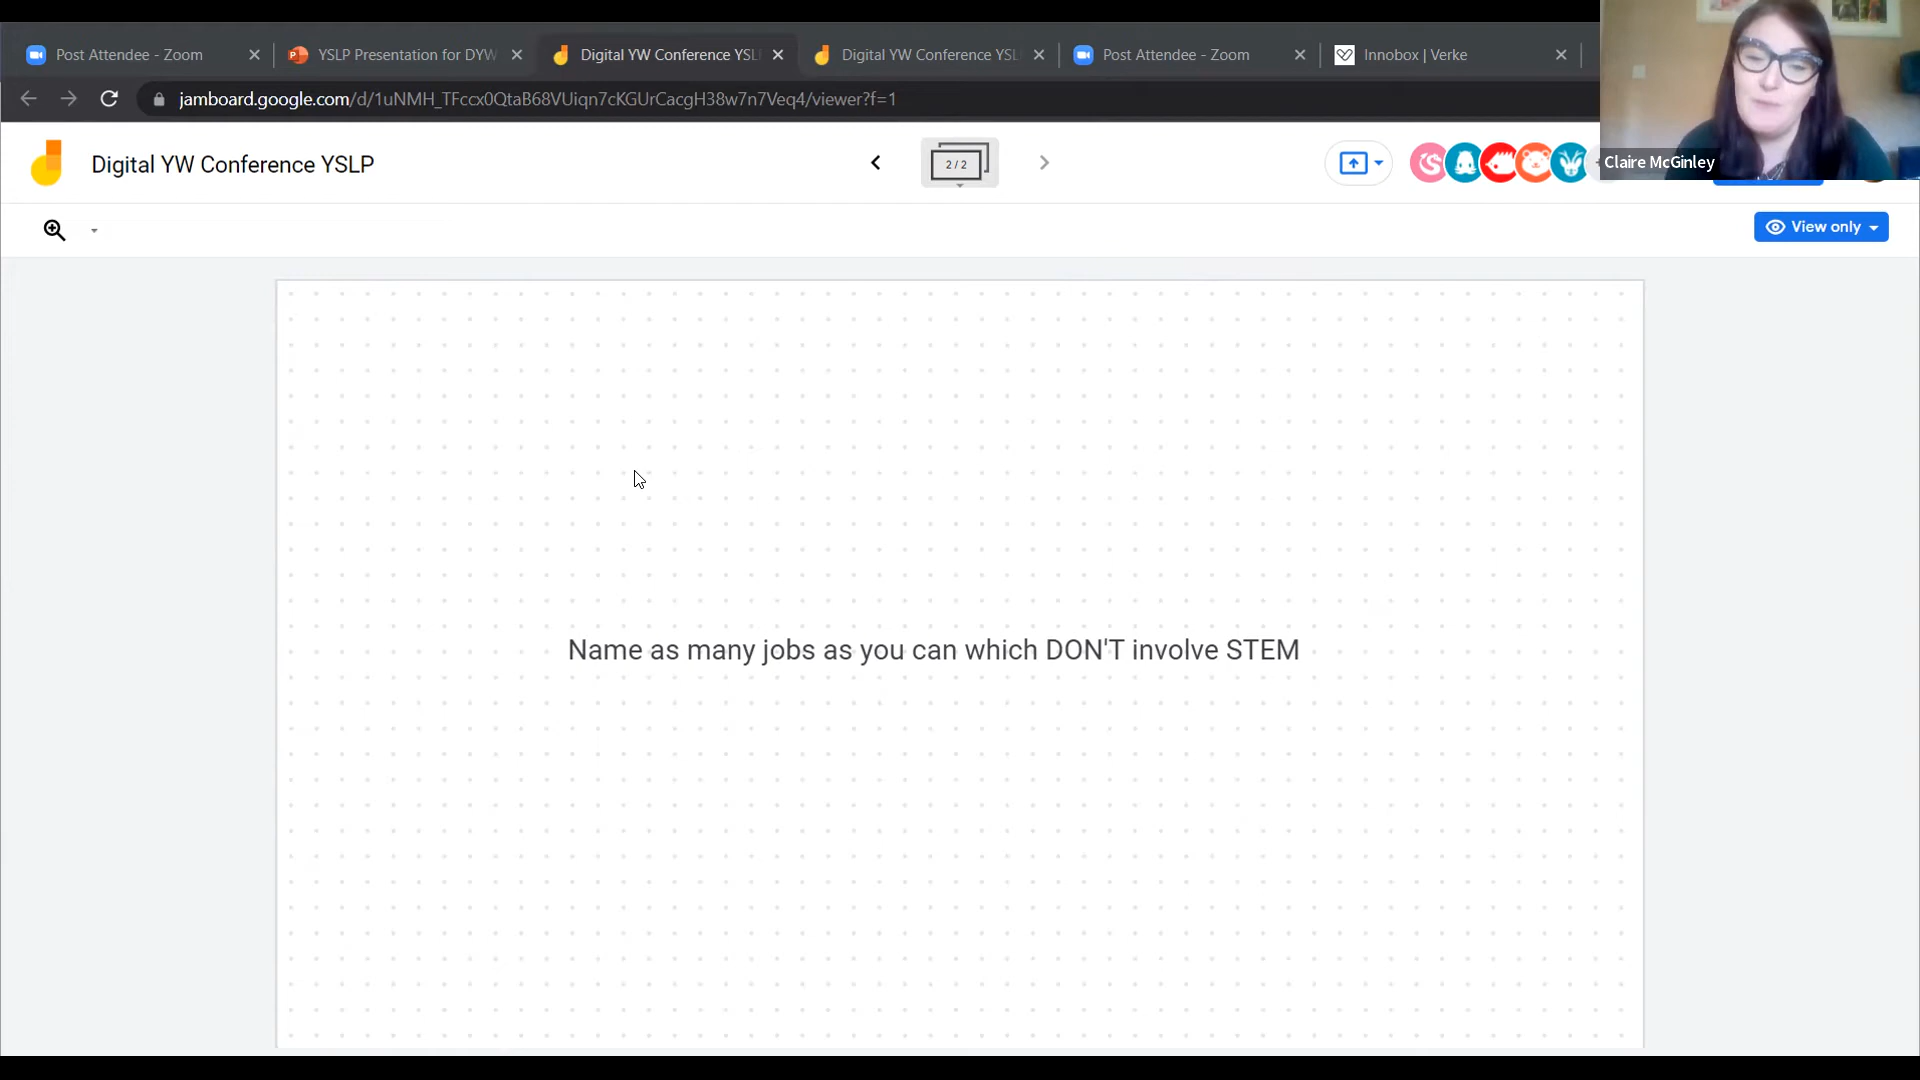 Post Attendee - Zoom
YSLP Presentation for DYW
Digital YW Conference YSL
Digital YW Conference YSL
Post Attendee - Zoom
Innobox | Verke
jamboard.google.com/d/1uNMH_TFccx0QtaB68VUiqn7cKGUrCacgH38w7n7Veq4/viewer?f=1
Digital YW Conference YSLP
2 / 2
Claire McGinley
View only
Name as many jobs as you can which DON'T involve STEM